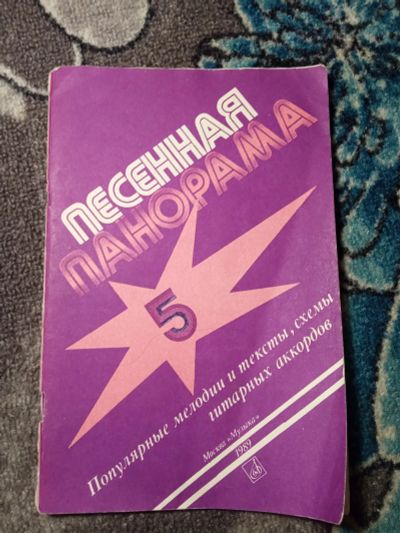 ПЕСЕННАЯ
ПАНОРАМА
5
Популярные мелодии и тексты, схемы
гитарных аккордов
Москва «Музыка»
1989